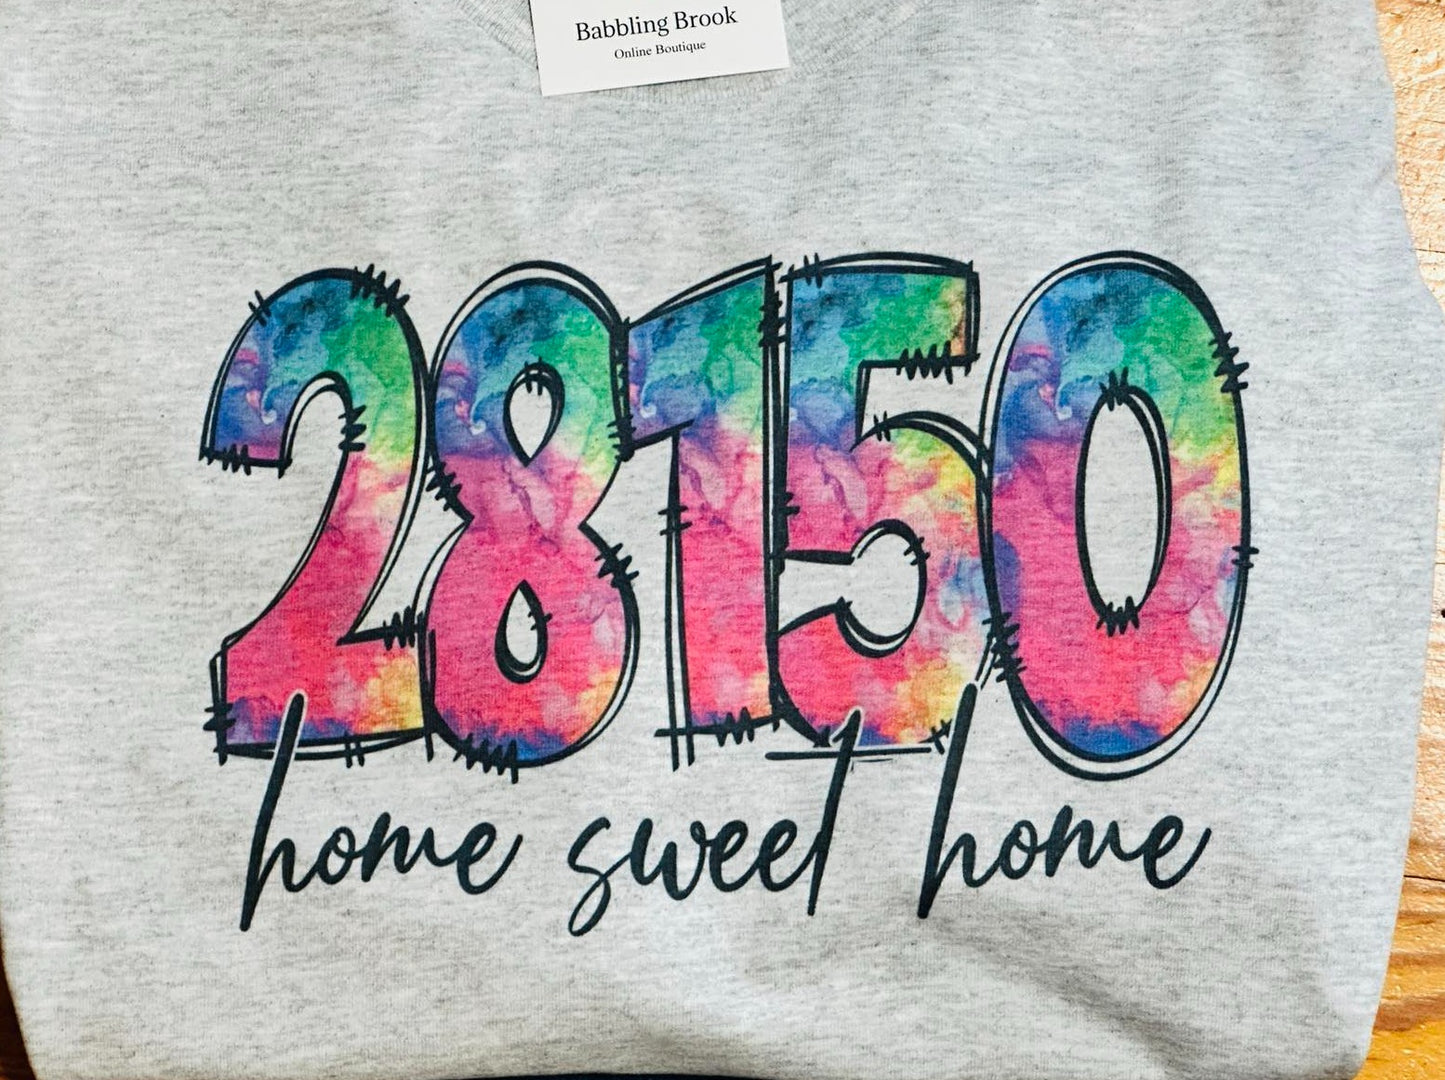 Babbling Brook
Online Boutique
28150
home sweet home